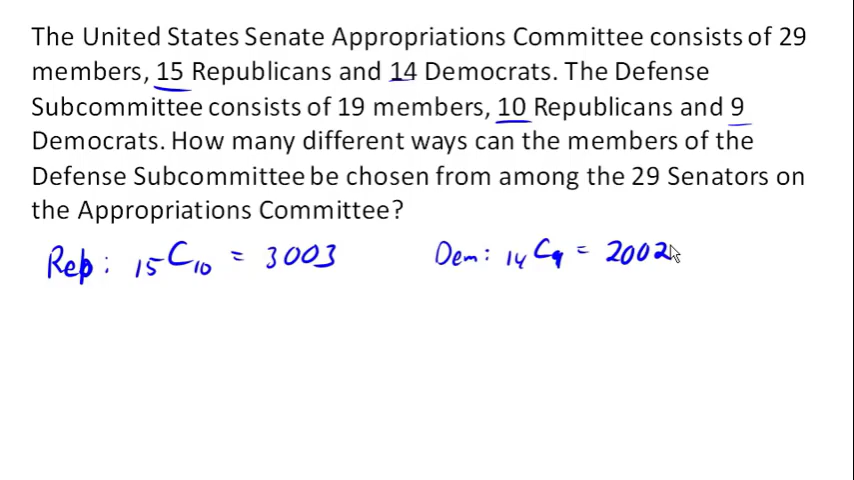 The United States Senate Appropriations Committee consists of 29
members, 15 Republicans and 14 Democrats. The Defense
Subcommittee consists of 19 members, 10 Republicans and 9
Democrats. How many different ways can the members of the
Defense Subcommittee be chosen from among the 29 Senators on
the Appropriations Committee?
Rep: ₁₅C₁₀ = 3003 Dem: ₁₄C₉ = 2002